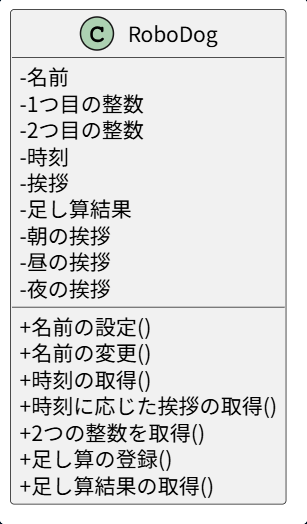 C RoboDog
-名前
-1つ目の整数
-2つ目の整数
-時刻
-挨拶
-足し算結果
-朝の挨拶
-昼の挨拶
-夜の挨拶
+名前の設定()
+名前の変更()
+時刻の取得()
+時刻に応じた挨拶の取得()
+2つの整数を取得()
+足し算の登録()
+足し算結果の取得()